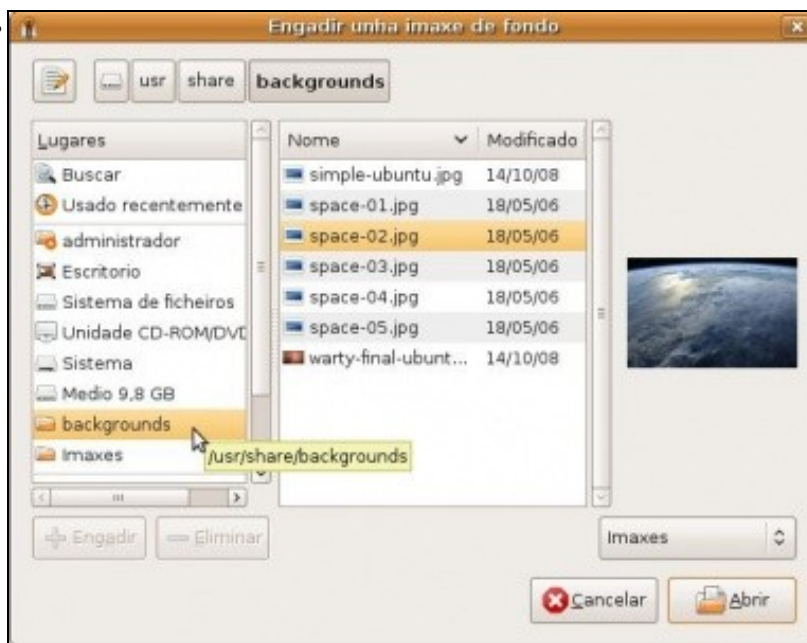 Engadir unha imaxe de fondo
usr share backgrounds
Lugares
Buscar
Usado recentemente
administrador
Escritorio
Sistema de ficheiros
Unidade CD-ROM/DVD
Sistema
Medio 9,8 GB
backgrounds
Imaxes
/usr/share/backgrounds
Nome Modificado
simple-ubuntu.jpg 14/10/08
space-01.jpg 18/05/06
space-02.jpg 18/05/06
space-03.jpg 18/05/06
space-04.jpg 18/05/06
space-05.jpg 18/05/06
warty-final-ubunt... 14/10/08
Engadir Eliminar
Imaxes
Cancelar Abrir